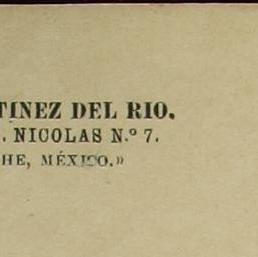 TINEZ DEL RIO.
. NICOLAS N.º 7.
HE, MÉXICO.»